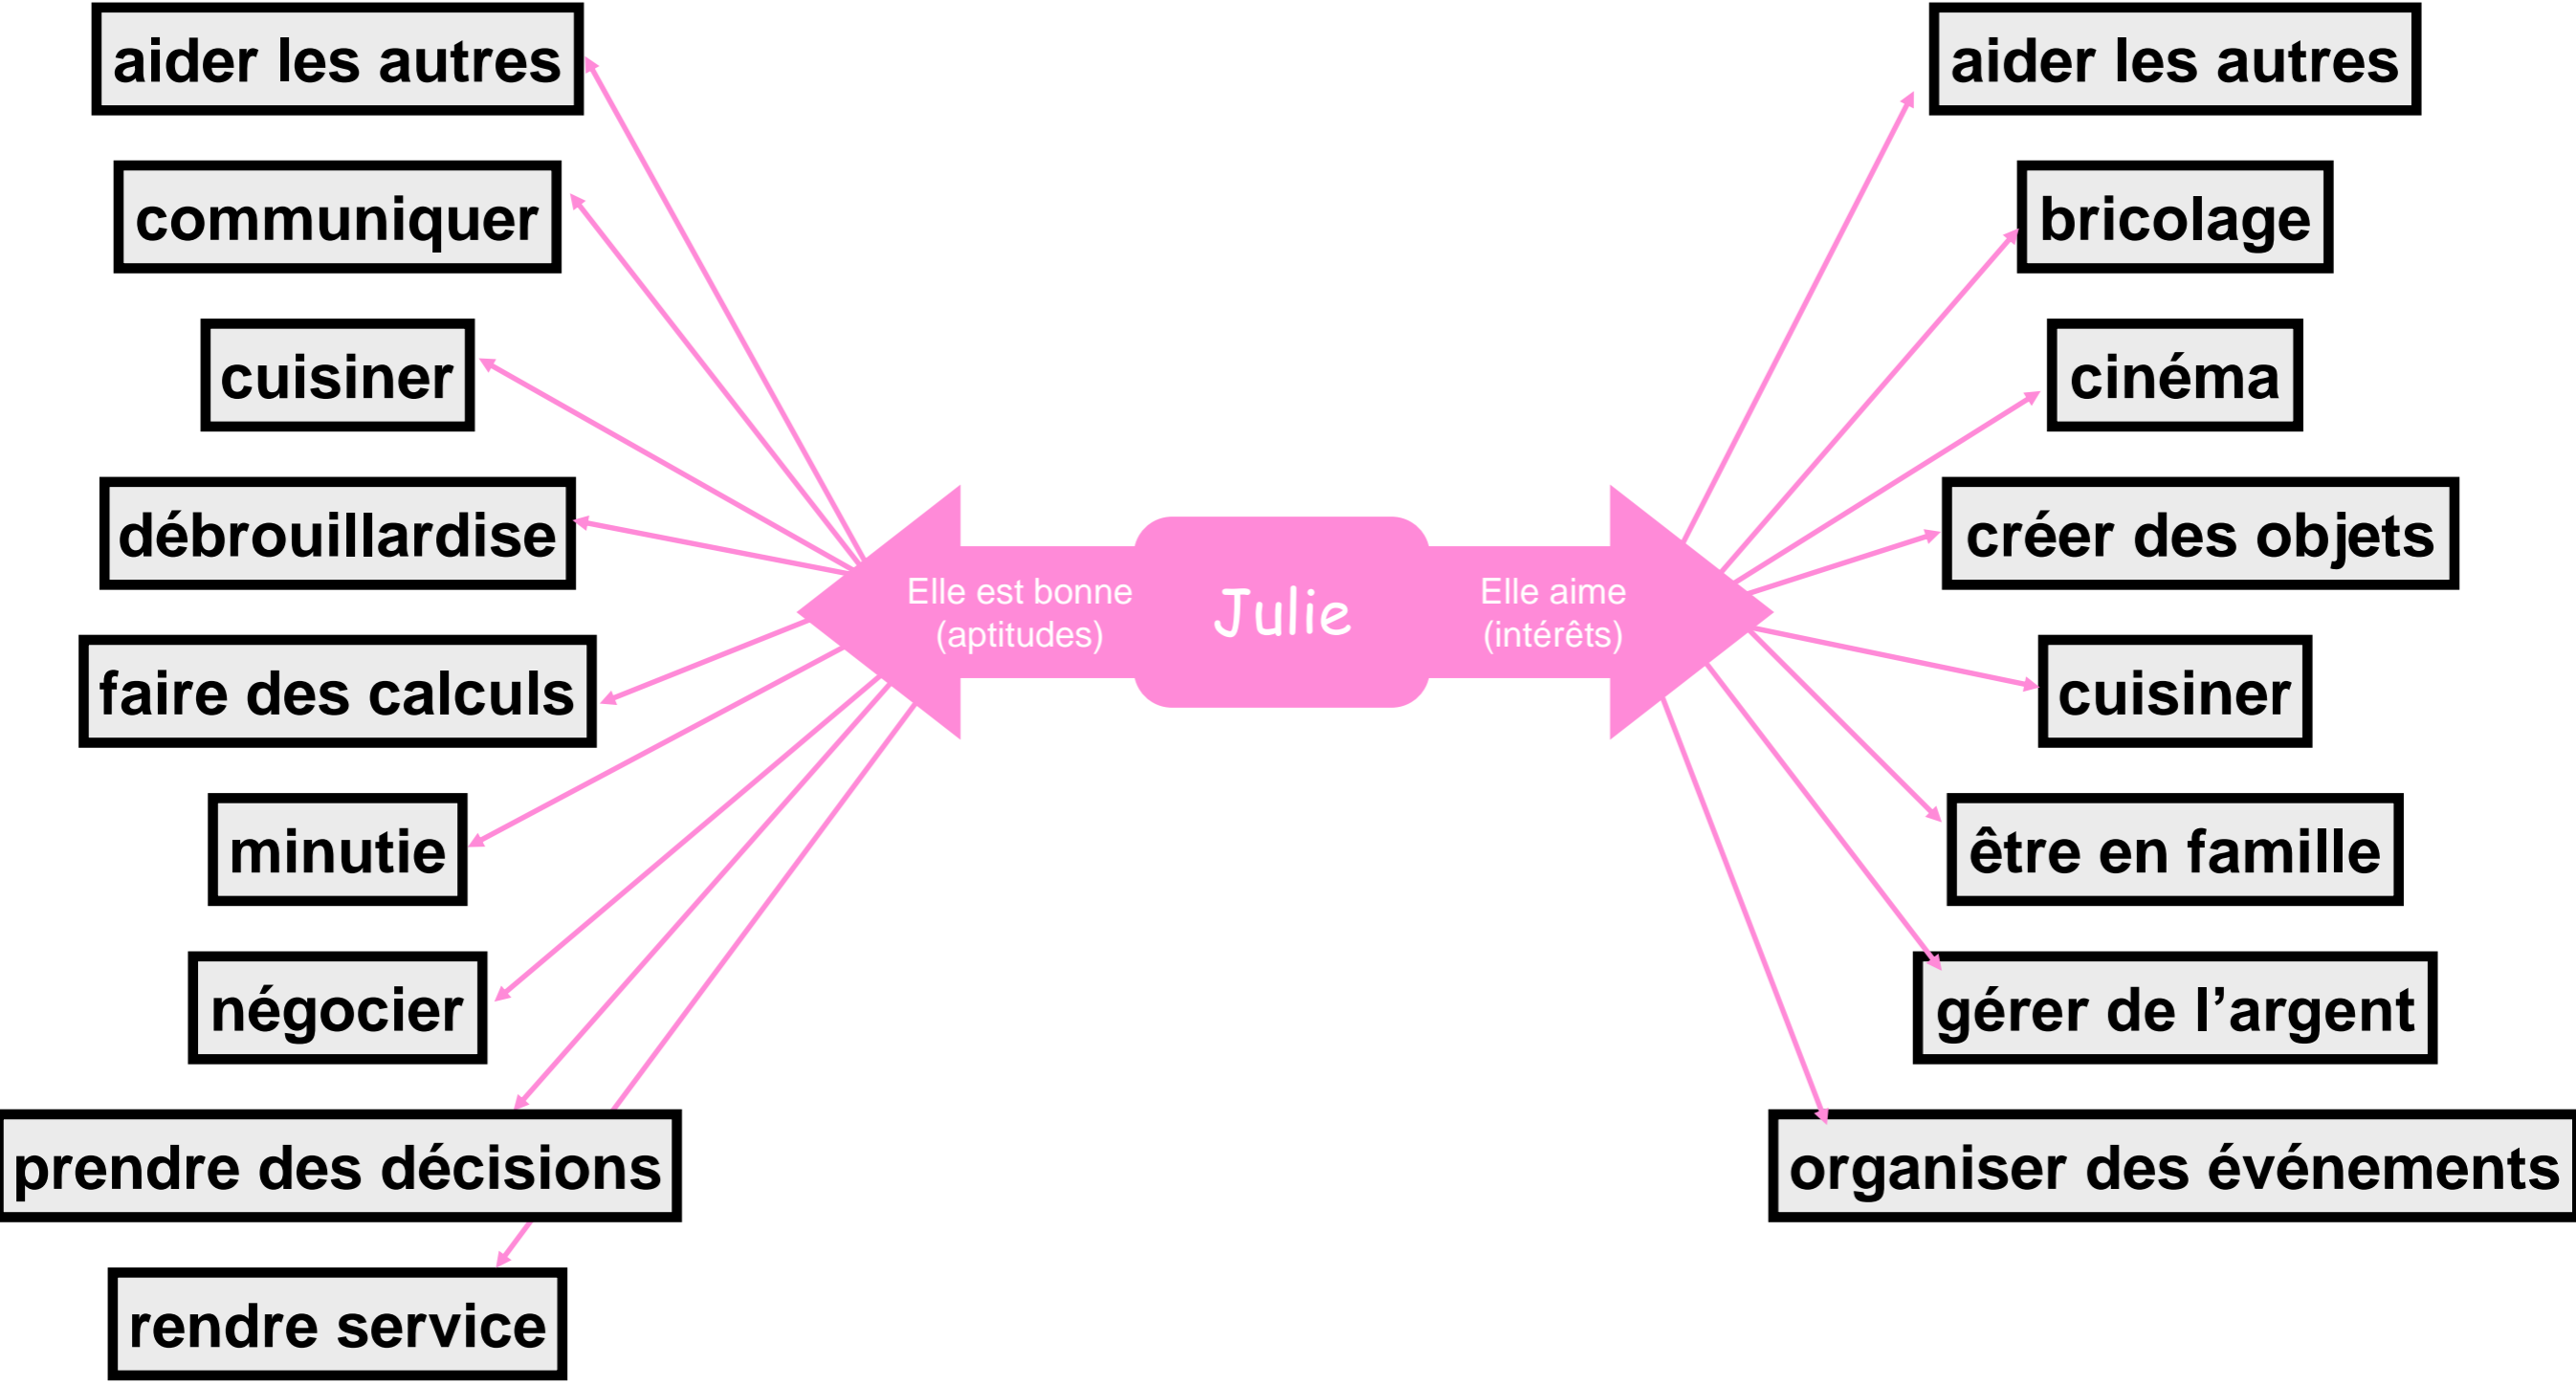 aider les autres
communiquer
cuisiner
débrouillardise
faire des calculs
minutie
négocier
prendre des décisions
rendre service
Elle est bonne
(aptitudes)
Julie
Elle aime
(intérêts)
aider les autres
bricolage
cinéma
créer des objets
cuisiner
être en famille
gérer de l’argent
organiser des événements